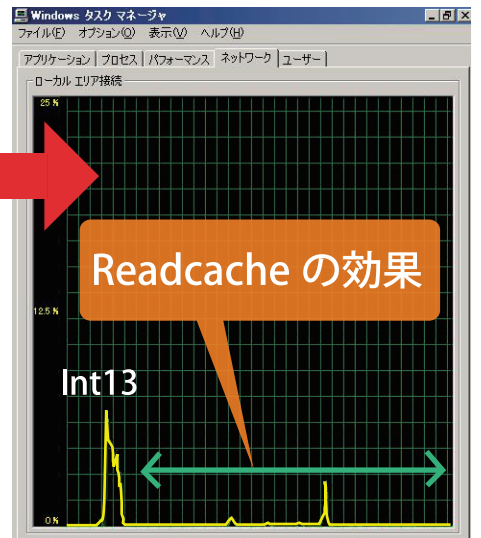 Windows タスク マネージャ
ファイル(F) オプション(O) 表示(V) ヘルプ(H)
アプリケーション プロセス パフォーマンス ネットワーク ユーザー
ローカル エリア接続
25 %
Readcache の効果
12.5 %
Int13
0 %